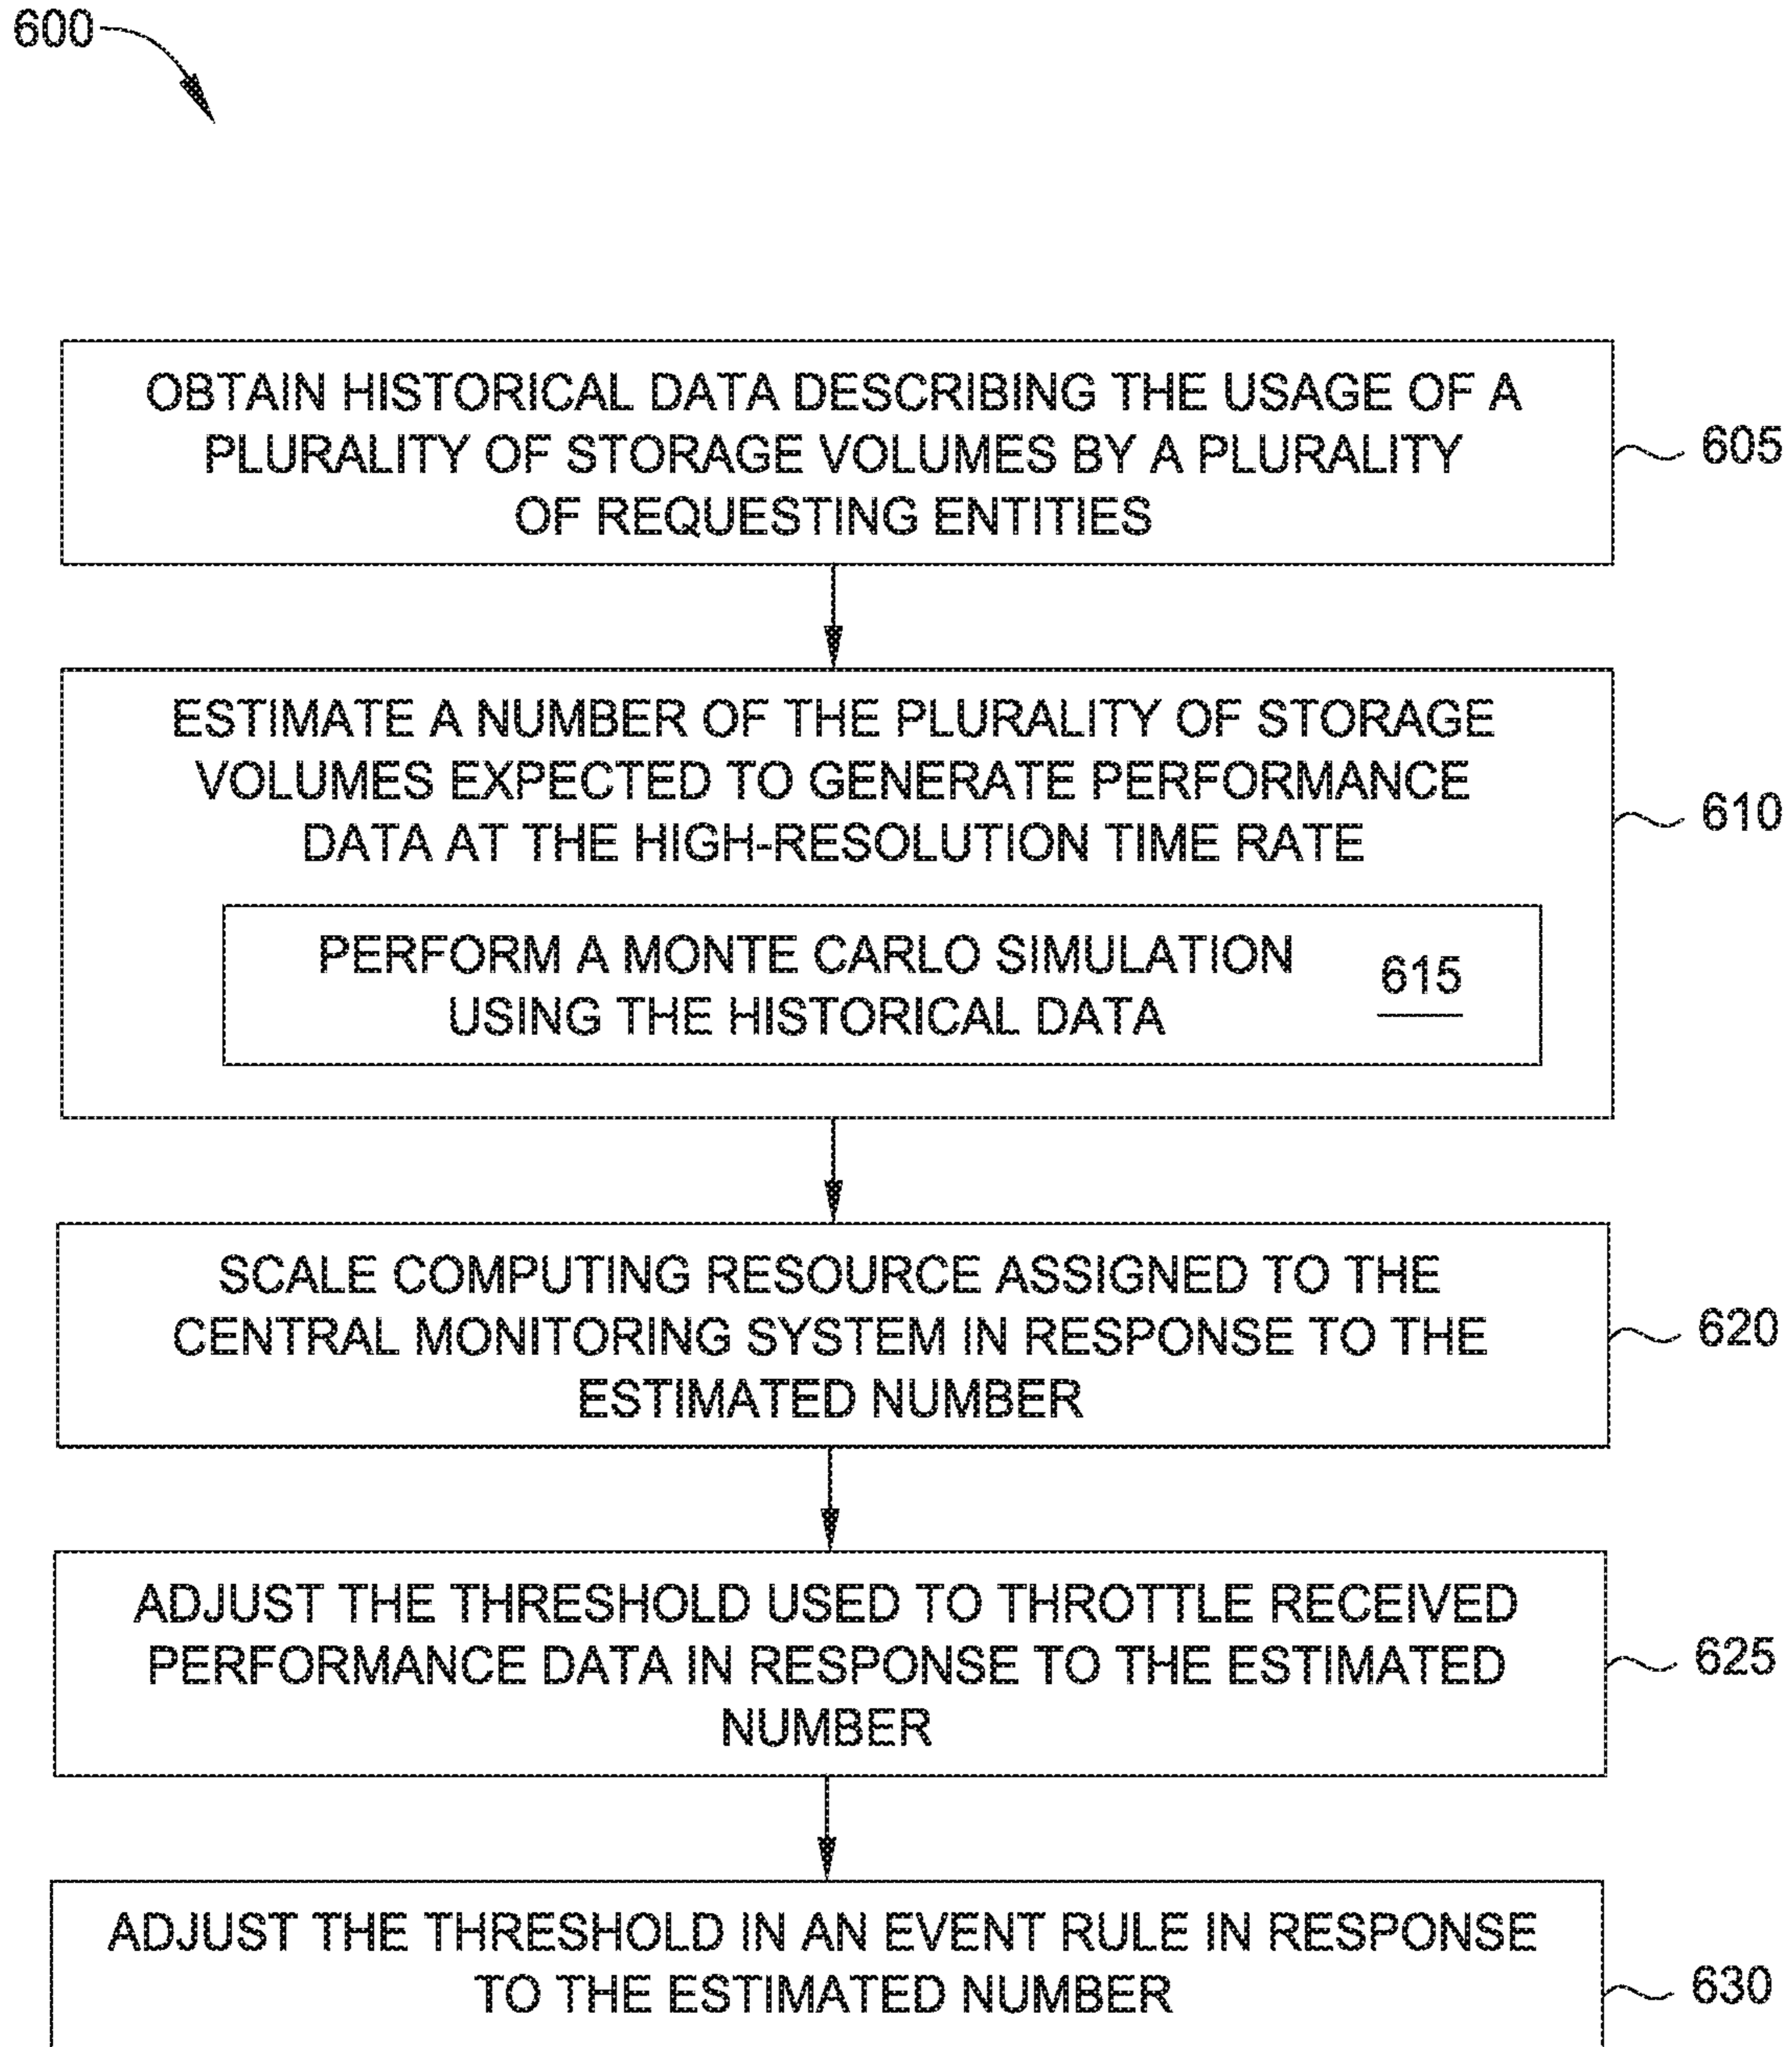 600
OBTAIN HISTORICAL DATA DESCRIBING THE USAGE OF A
PLURALITY OF STORAGE VOLUMES BY A PLURALITY
OF REQUESTING ENTITIES
605
ESTIMATE A NUMBER OF THE PLURALITY OF STORAGE
VOLUMES EXPECTED TO GENERATE PERFORMANCE
DATA AT THE HIGH-RESOLUTION TIME RATE
610
PERFORM A MONTE CARLO SIMULATION
USING THE HISTORICAL DATA
615
SCALE COMPUTING RESOURCE ASSIGNED TO THE
CENTRAL MONITORING SYSTEM IN RESPONSE TO THE
ESTIMATED NUMBER
620
ADJUST THE THRESHOLD USED TO THROTTLE RECEIVED
PERFORMANCE DATA IN RESPONSE TO THE ESTIMATED
NUMBER
625
ADJUST THE THRESHOLD IN AN EVENT RULE IN RESPONSE
TO THE ESTIMATED NUMBER
630